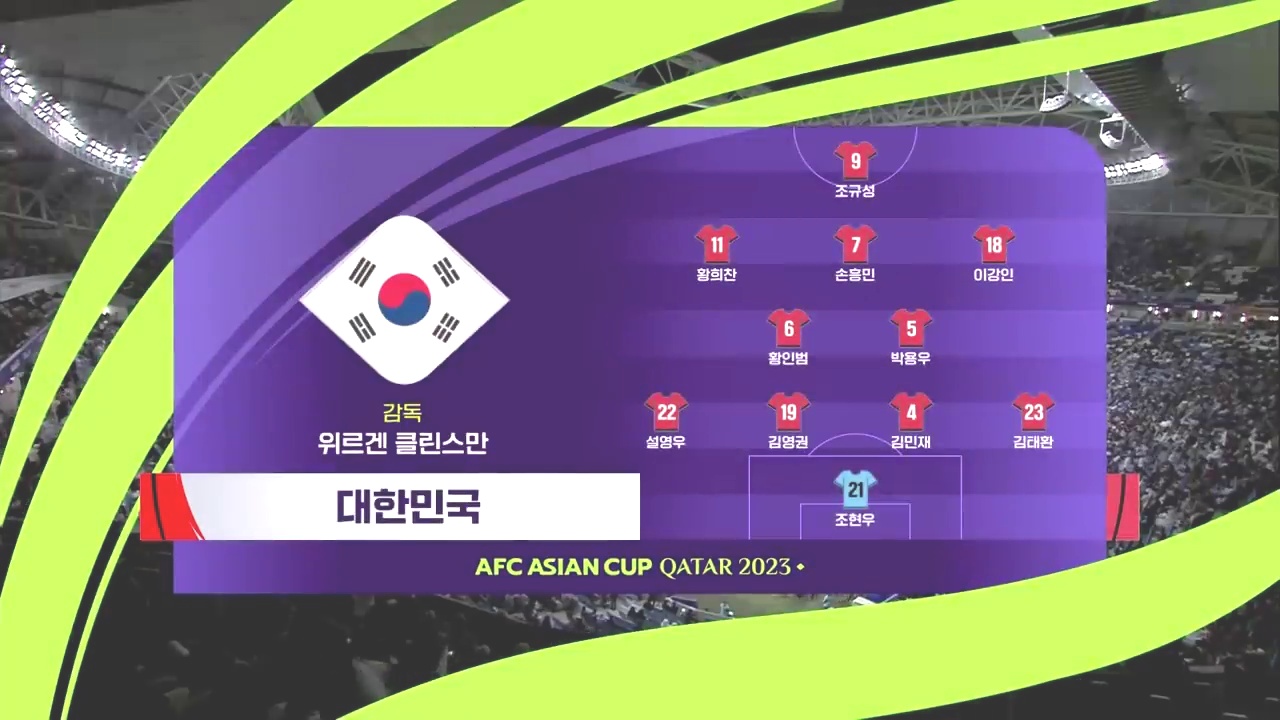 9
조규성
11 7 18
황희찬 손흥민 이강인
6 5
황인범 박용우
22 19 4 23
설영우 김영권 김민재 김태환
21
조현우
감독
위르겐 클린스만
대한민국
AFC ASIAN CUP QATAR 2023